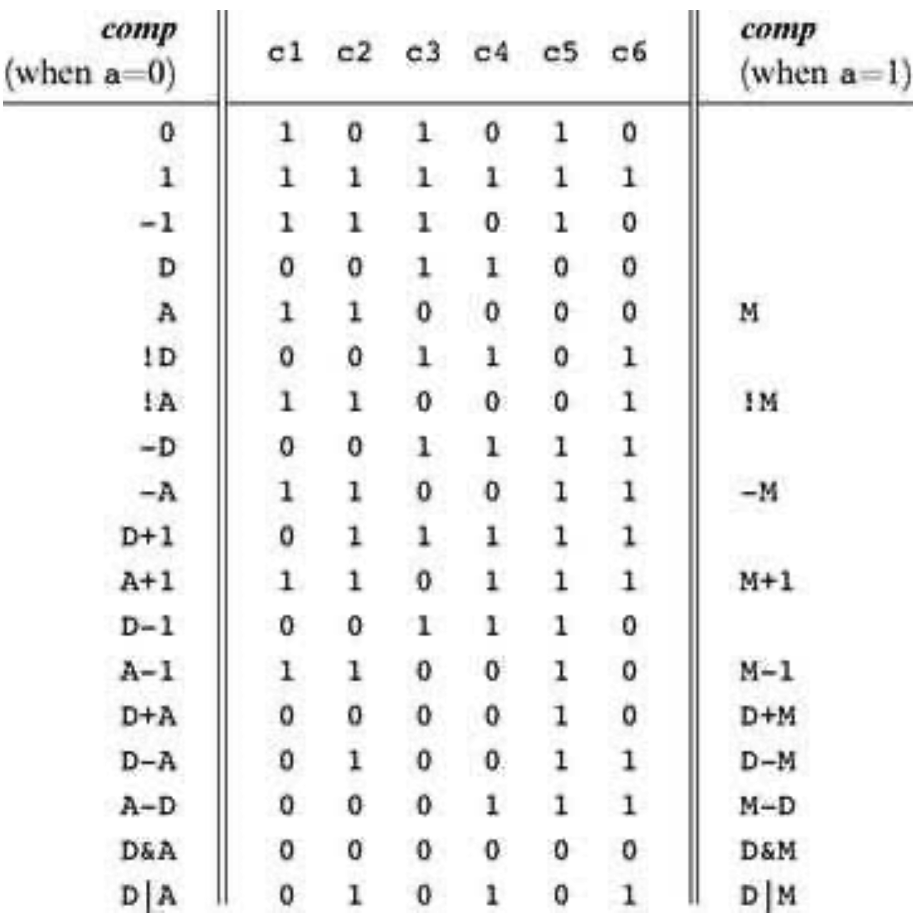 comp c1 c2 c3 c4 c5 c6 comp
(when a=0) (when a=1)
0 1 0 1 0 1 0
1 1 1 1 1 1 1
-1 1 1 1 0 1 0
D 0 0 1 1 0 0
A 1 1 0 0 0 0 M
!D 0 0 1 1 0 1
!A 1 1 0 0 0 1 !M
-D 0 0 1 1 1 1
-A 1 1 0 0 1 1 -M
D+1 0 1 1 1 1 1
A+1 1 1 0 1 1 1 M+1
D-1 0 0 1 1 1 0
A-1 1 1 0 0 1 0 M-1
D+A 0 0 0 0 1 0 D+M
D-A 0 1 0 0 1 1 D-M
A-D 0 0 0 1 1 1 M-D
D&A 0 0 0 0 0 0 D&M
D|A 0 1 0 1 0 1 D|M